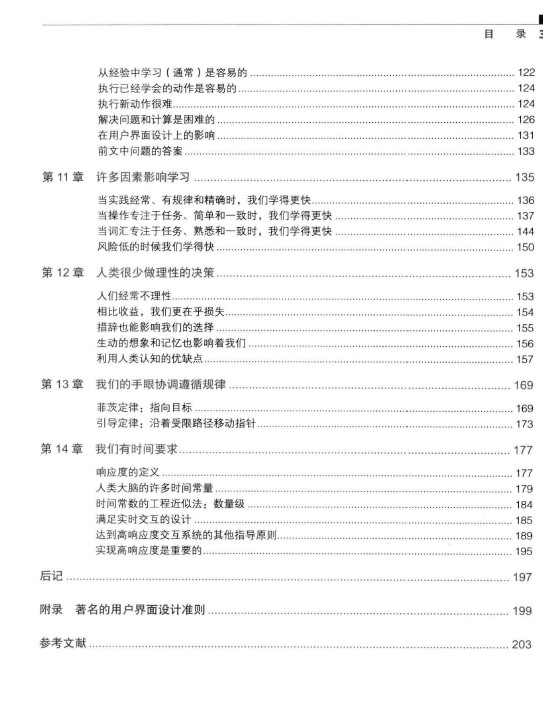 目 录
从经验中学习（通常）是容易的 ........ 122
执行已经学会的动作是容易的 ........ 124
执行新动作很难 ........ 124
解决问题和计算是困难的 ........ 126
在用户界面设计上的影响 ........ 131
前文中问题的答案 ........ 133
第 11 章 许多因素影响学习 ........ 135
当实践经常、有规律和精确时，我们学得更快 ........ 136
当操作专注于任务、简单和一致时，我们学得更快 ........ 137
当词汇专注于任务、熟悉和一致时，我们学得更快 ........ 144
风险低的时候我们学得快 ........ 150
第 12 章 人类很少做理性的决策 ........ 153
人们经常不理性 ........ 153
相比收益，我们更在乎损失 ........ 154
措辞也能影响我们的选择 ........ 155
生动的想象和记忆也影响着我们 ........ 156
利用人类认知的优缺点 ........ 157
第 13 章 我们的手眼协调遵循规律 ........ 169
菲茨定律：指向目标 ........ 169
引导定律：沿着受限路径移动指针 ........ 173
第 14 章 我们有时间要求 ........ 177
响应度的定义 ........ 177
人类大脑的许多时间常量 ........ 179
时间常数的工程近似法：数量级 ........ 184
满足实时交互的设计 ........ 185
达到高响应度交互系统的其他指导原则 ........ 189
实现高响应度是重要的 ........ 195
后记 ........ 197
附录 著名的用户界面设计准则 ........ 199
参考文献 ........ 203